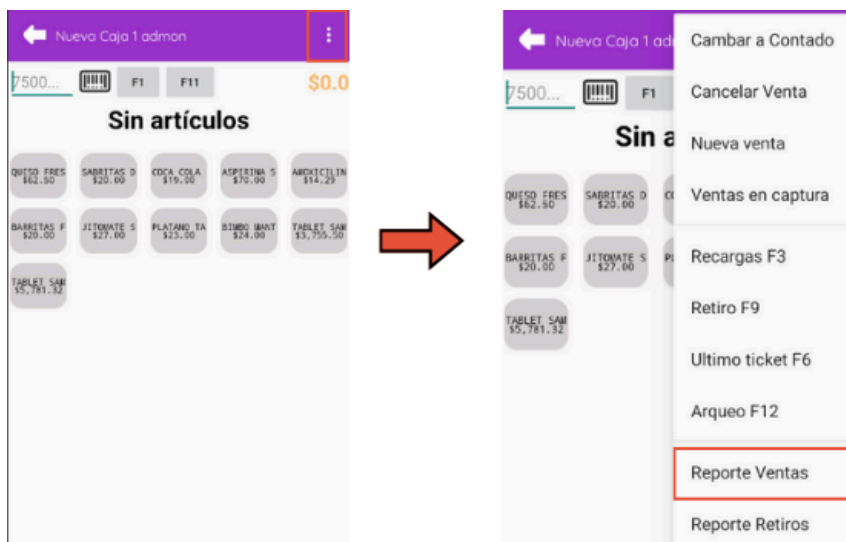 Nueva Caja 1 admon
7500...
F1
F11
$0.0
Sin artículos
QUESO FRES
$62.50
SABRITAS D
$20.00
COCA COLA
$19.00
ASPIRINA S
$70.00
AMOXICILIN
$14.29
BARRITAS F
$20.00
JITOMATE S
$27.00
PLATANO TA
$23.00
BIMBO MANT
$24.00
TABLET SAM
$3,755.50
TABLET SAM
$5,781.32
Nueva Caja 1 ad
7500...
F1
Sin a
QUESO FRES
$62.50
SABRITAS D
$20.00
CO
BARRITAS F
$20.00
JITOMATE S
$27.00
PL
TABLET SAM
$5,781.32
Cambar a Contado
Cancelar Venta
Nueva venta
Ventas en captura
Recargas F3
Retiro F9
Ultimo ticket F6
Arqueo F12
Reporte Ventas
Reporte Retiros